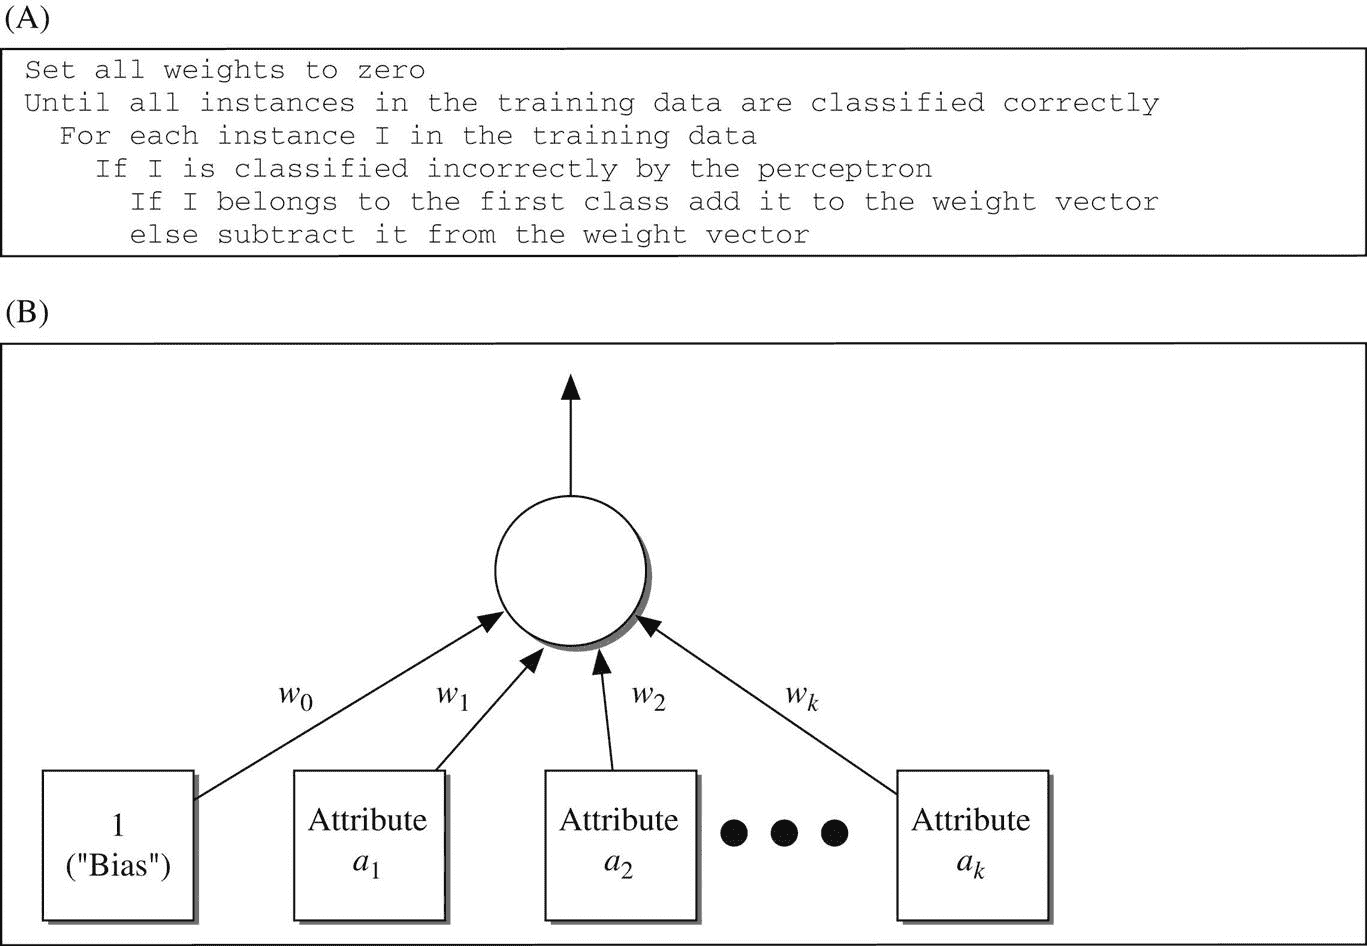 (A)
Set all weights to zero
Until all instances in the training data are classified correctly
For each instance I in the training data
If I is classified incorrectly by the perceptron
If I belongs to the first class add it to the weight vector
else subtract it from the weight vector
(B)
w0
w1
w2
wk
1
("Bias")
Attribute
a1
Attribute
a2
Attribute
ak